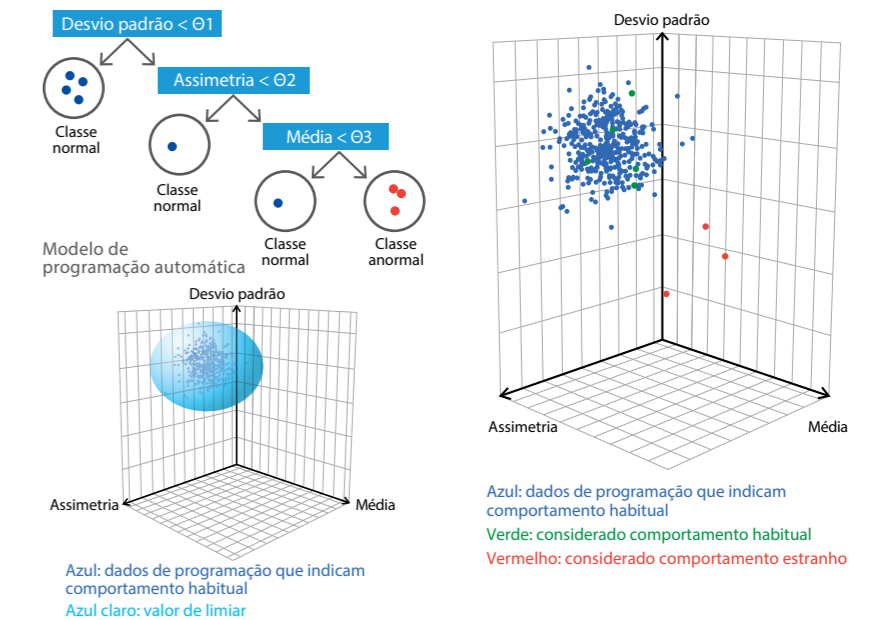 Desvio padrão < Θ1
Classe
normal
Assimetria < Θ2
Classe
normal
Média < Θ3
Classe
normal
Classe
anormal
Modelo de
programação automática
Desvio padrão
Assimetria
Média
Azul: dados de programação que indicam
comportamento habitual
Azul claro: valor de limiar
Desvio padrão
Assimetria
Média
Azul: dados de programação que indicam
comportamento habitual
Verde: considerado comportamento habitual
Vermelho: considerado comportamento estranho